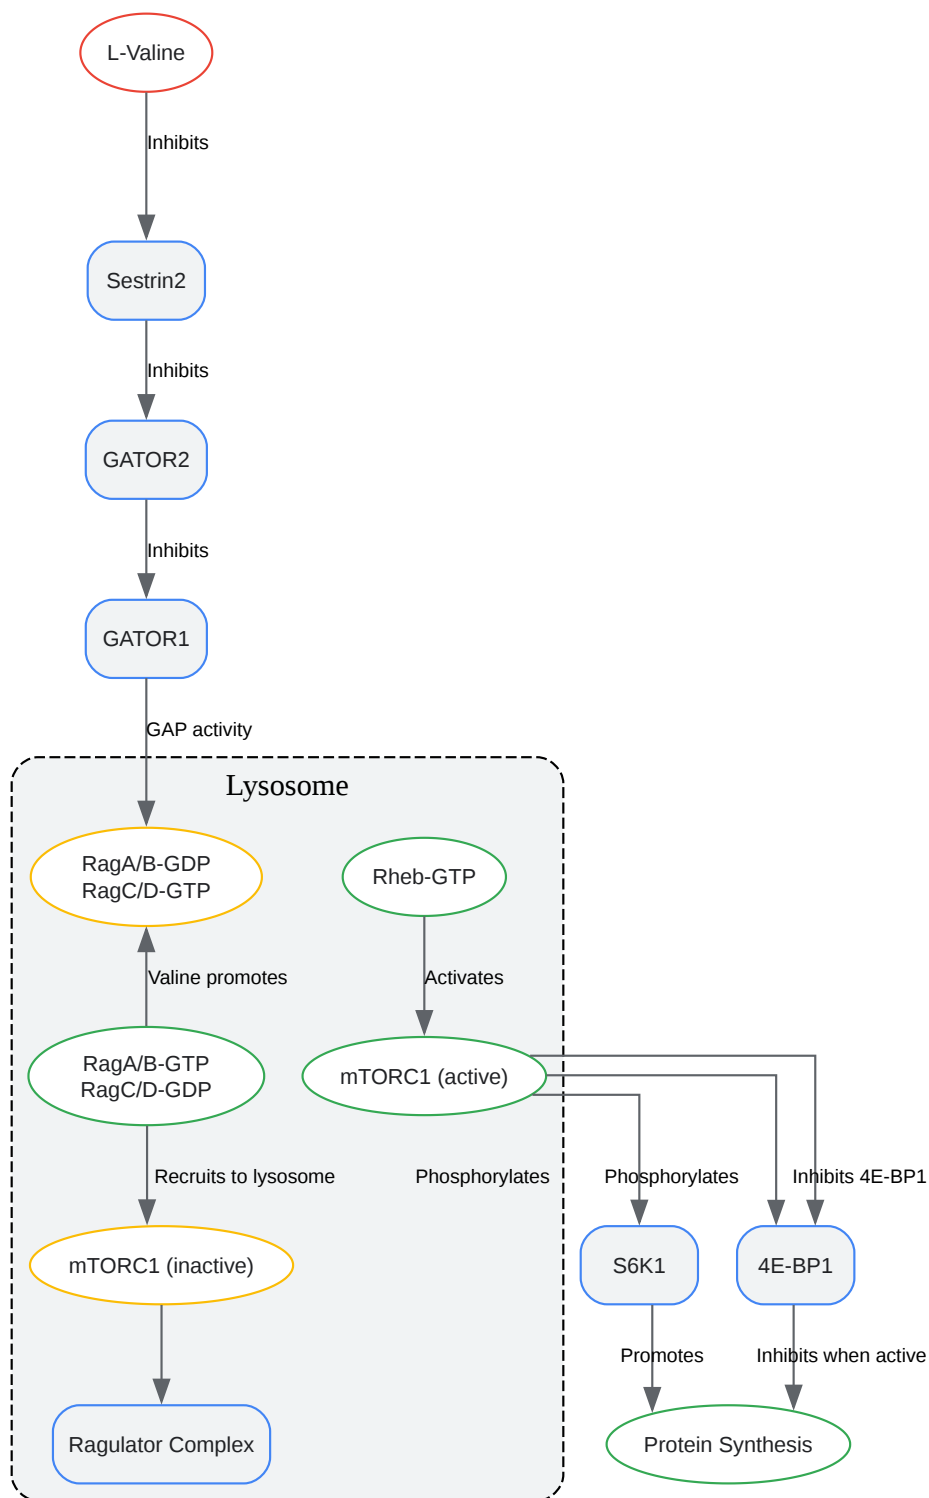 L-Valine
Inhibits
Sestrin2
Inhibits
GATOR2
Inhibits
GATOR1
GAP activity
Lysosome
RagA/B-GDP
RagC/D-GTP
Rheb-GTP
Valine promotes
Activates
RagA/B-GTP
RagC/D-GDP
mTORC1 (active)
Recruits to lysosome
Phosphorylates
Phosphorylates
Inhibits 4E-BP1
mTORC1 (inactive)
S6K1
4E-BP1
Promotes
Inhibits when active
Ragulator Complex
Protein Synthesis